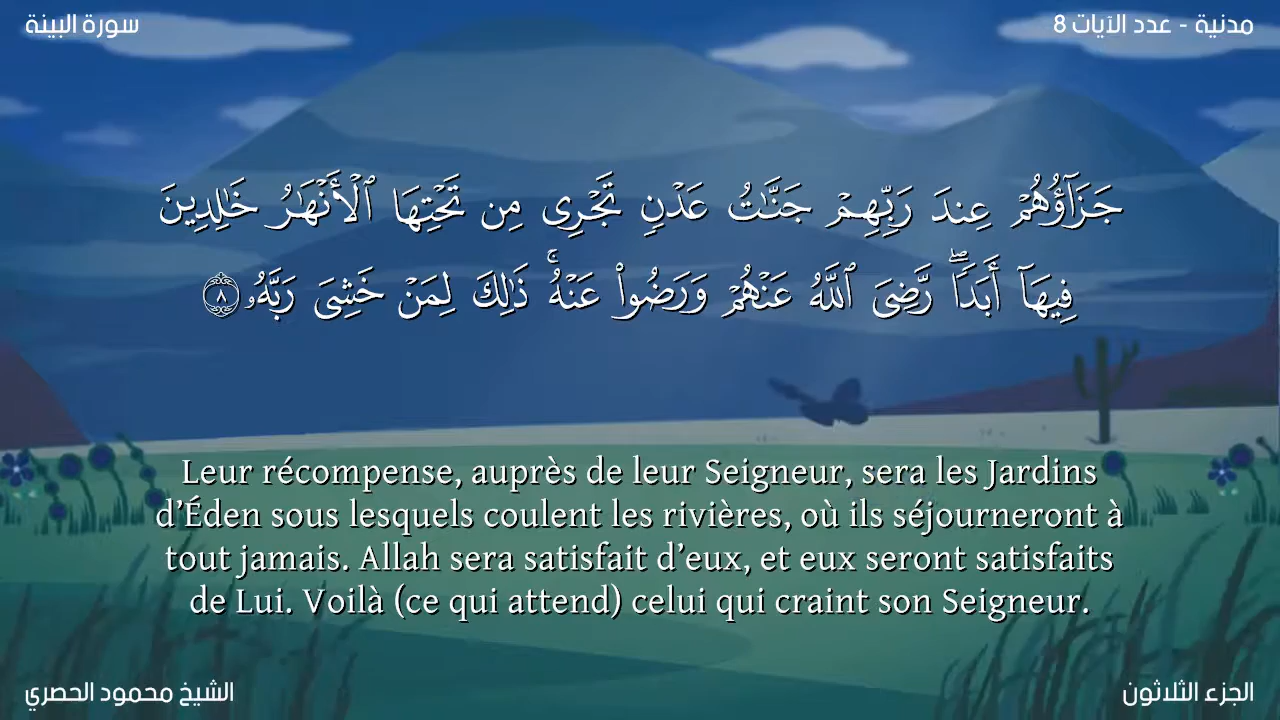 سورة البينة
مدنية - عدد الآيات 8
جَزَآؤُهُمْ عِندَ رَبِّهِمْ جَنَّـٰتُ عَدْنٍ تَجْرِى مِن تَحْتِهَا ٱلْأَنْهَـٰرُ خَـٰلِدِينَ
فِيهَآ أَبَدًا ۖ رَّضِىَ ٱللَّهُ عَنْهُمْ وَرَضُوا۟ عَنْهُ ۚ ذَٰلِكَ لِمَنْ خَشِىَ رَبَّهُۥ ٨
Leur récompense, auprès de leur Seigneur, sera les Jardins
d’Éden sous lesquels coulent les rivières, où ils séjourneront à
tout jamais. Allah sera satisfait d’eux, et eux seront satisfaits
de Lui. Voilà (ce qui attend) celui qui craint son Seigneur.
الشيخ محمود الحصري
الجزء الثلاثون